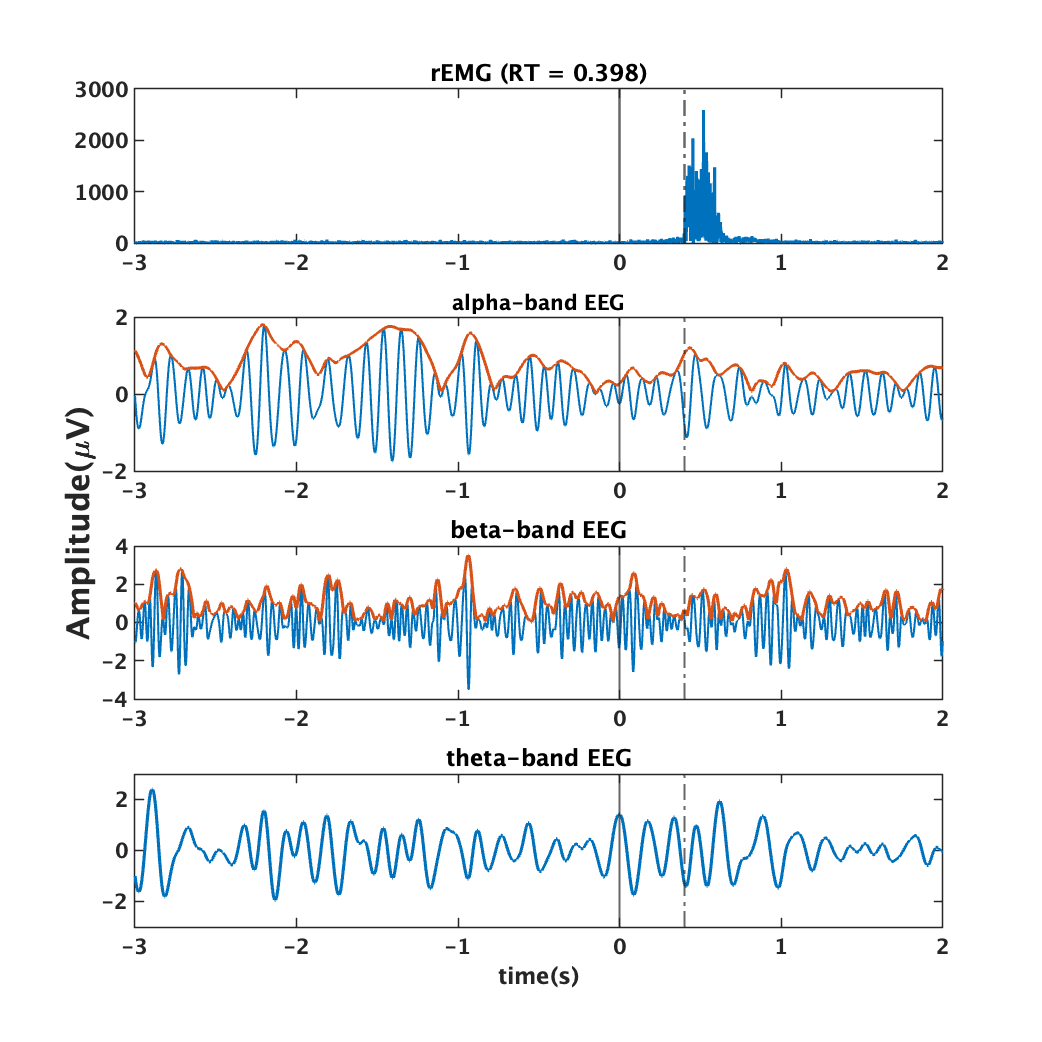 rEMG (RT = 0.398)
3000
2000
1000
0
-3 -2 -1 0 1 2
alpha-band EEG
2
0
-2
-3 -2 -1 0 1 2
Amplitude(μV)
beta-band EEG
4
2
0
-2
-4
-3 -2 -1 0 1 2
theta-band EEG
2
0
-2
-3 -2 -1 0 1 2
time(s)